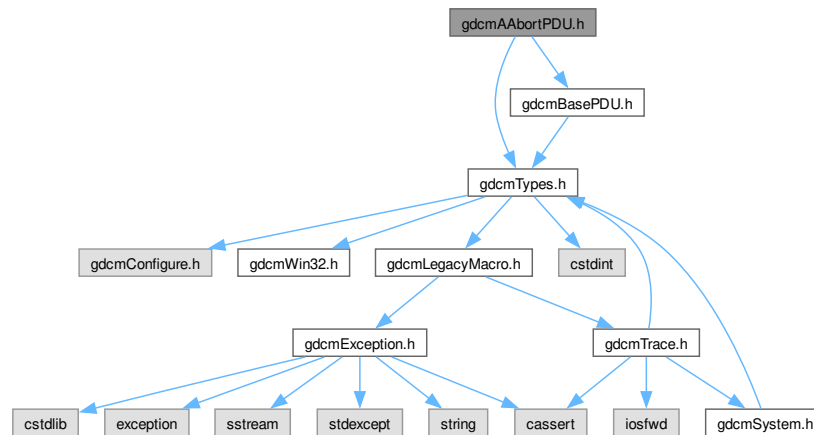 gdcmAAbortPDU.h
gdcmBasePDU.h
gdcmTypes.h
gdcmConfigure.h
gdcmWin32.h
gdcmLegacyMacro.h
cstdint
gdcmException.h
gdcmTrace.h
cstdlib
exception
sstream
stdexcept
string
cassert
iosfwd
gdcmSystem.h